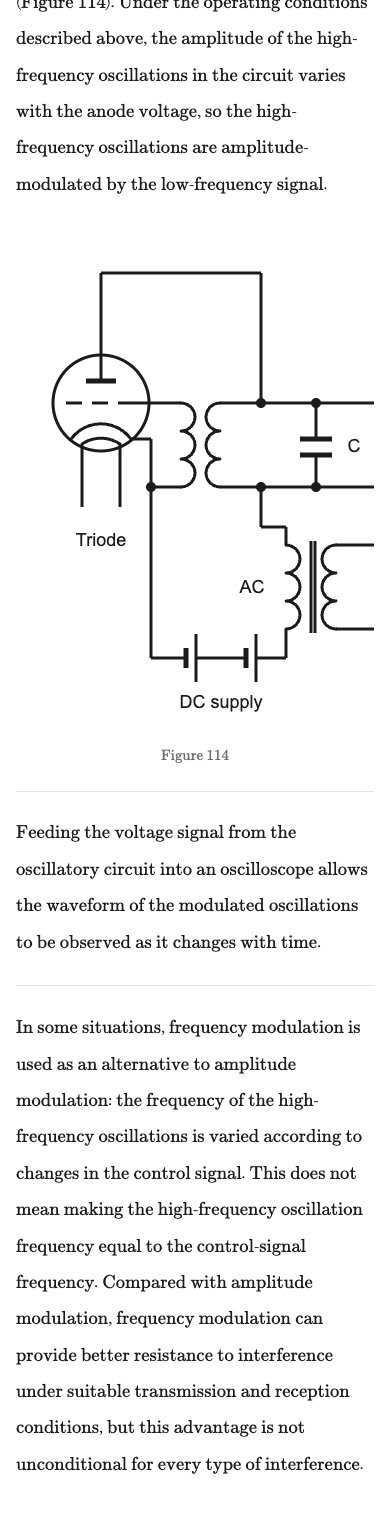 (Figure 114). Under the operating conditions
described above, the amplitude of the high-
frequency oscillations in the circuit varies
with the anode voltage, so the high-
frequency oscillations are amplitude-
modulated by the low-frequency signal.
C
Triode
AC
DC supply
Figure 114
Feeding the voltage signal from the
oscillatory circuit into an oscilloscope allows
the waveform of the modulated oscillations
to be observed as it changes with time.
In some situations, frequency modulation is
used as an alternative to amplitude
modulation: the frequency of the high-
frequency oscillations is varied according to
changes in the control signal. This does not
mean making the high-frequency oscillation
frequency equal to the control-signal
frequency. Compared with amplitude
modulation, frequency modulation can
provide better resistance to interference
under suitable transmission and reception
conditions, but this advantage is not
unconditional for every type of interference.